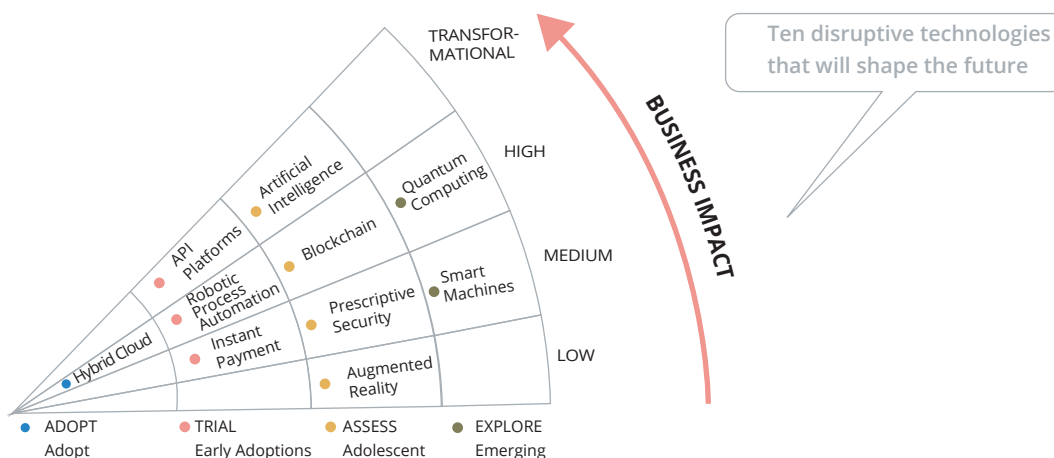 Ten disruptive technologies
that will shape the future
TRANSFOR-
MATIONAL
HIGH
MEDIUM
LOW
BUSINESS IMPACT
Artificial
Intelligence
Quantum
Computing
API
Platforms
Blockchain
Robotic
Process
Automation
Prescriptive
Security
Smart
Machines
Hybrid Cloud
Instant
Payment
Augmented
Reality
ADOPT
Adopt
TRIAL
Early Adoptions
ASSESS
Adolescent
EXPLORE
Emerging